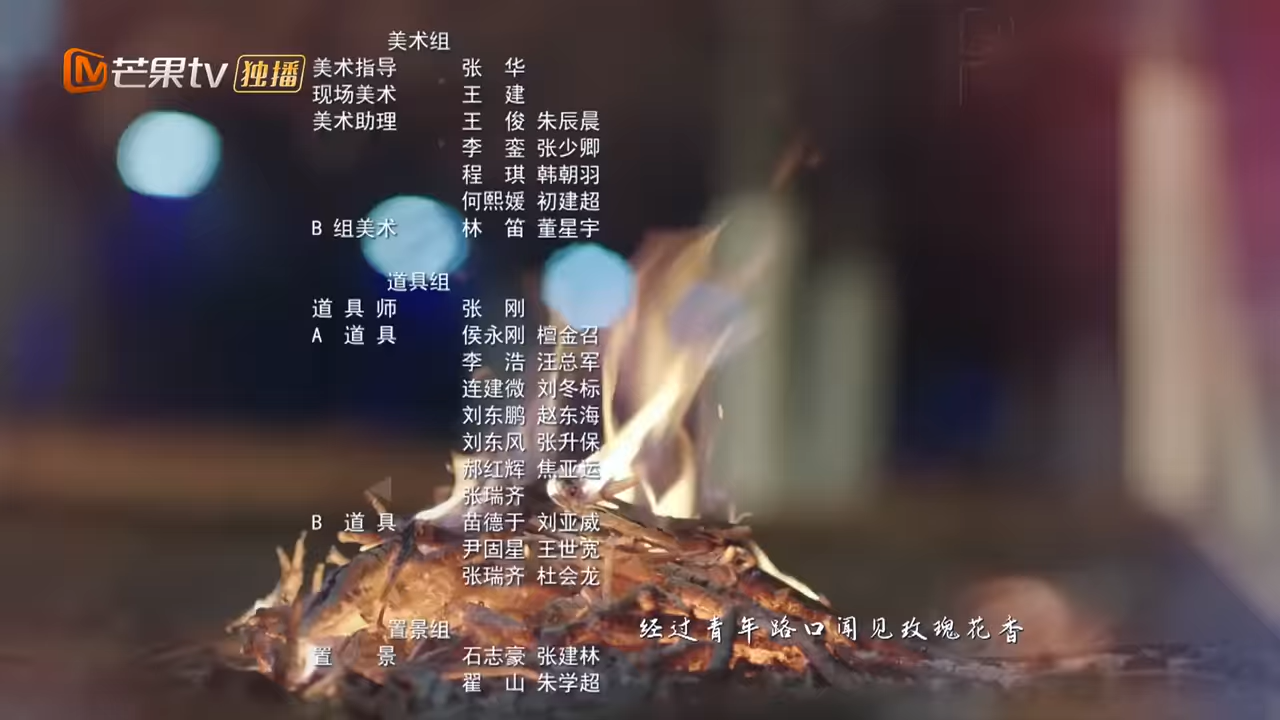 美术组
芒果TV 独播
美术指导 张 华
现场美术 王 建
美术助理 王 俊 朱辰晨
李 銮 张少卿
程 琪 韩朝羽
何熙媛 初建超
B 组美术 林 笛 董星宇
道具组
道 具 师 张 刚
A 道 具 侯永刚 檀金召
李 浩 汪总军
连建微 刘冬标
刘东鹏 赵东海
刘东风 张升保
郝红辉 焦亚运
张瑞齐
B 道 具 苗德于 刘亚威
尹固星 王世宽
张瑞齐 杜会龙
置景组
经过青年路口闻见玫瑰花香
置 景 石志豪 张建林
翟 山 朱学超